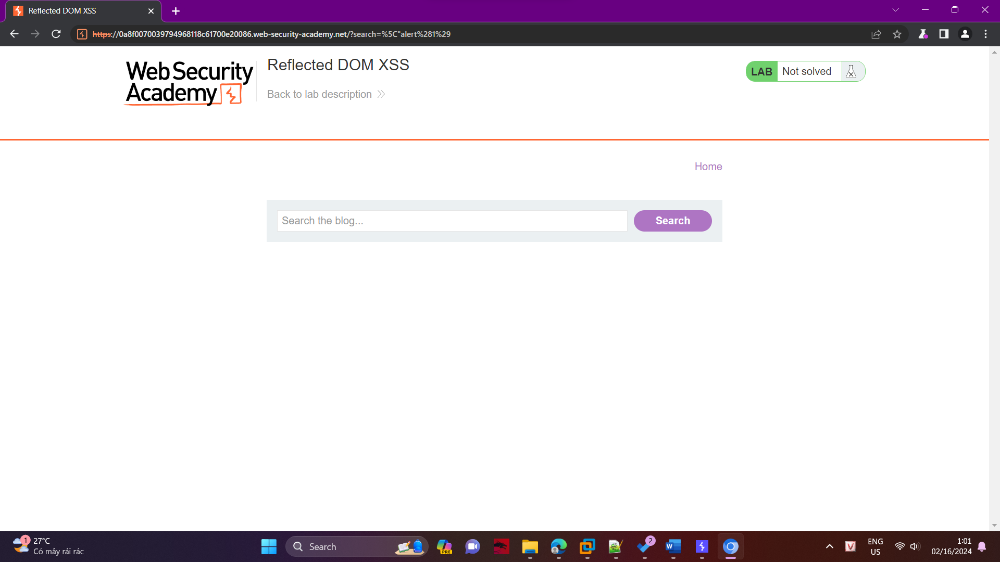 Reflected DOM XSS
https://0a8f0070039794968118c61700e20086.web-security-academy.net/?search=%5C"alert%281%29
Web Security
Academy
Reflected DOM XSS
Back to lab description
LAB Not solved
Home
Search the blog...
Search
1
27°C
Có mây rải rác
Search
PRE
2
W
V
ENG
US
1:01
02/16/2024